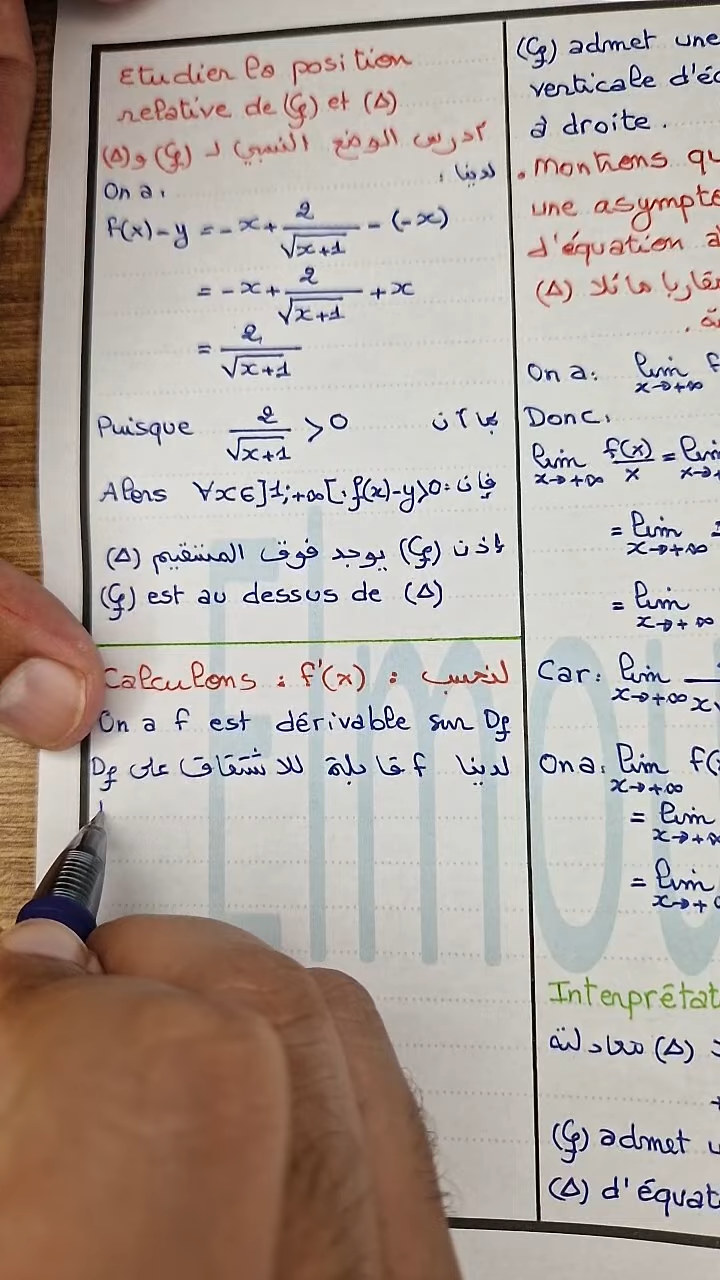 Etudier la position
relative de (Cf) et (Δ)
ادرس الوضع النسبي لـ (Cf) و (Δ)
On a: لدينا:
f(x)-y = -x + 2/√x+1 - (-x)
= -x + 2/√x+1 + x
= 2/√x+1
Puisque 2/√x+1 > 0 بما أن
Alors ∀x∈]1;+∞[: f(x)-y>0: فإن
إذن (Cf) يوجد فوق المستقيم (Δ)
(Cf) est au dessus de (Δ)
Calculons: f'(x) : لنحسب
On a f est dérivable sur Df
لدينا f قابلة للاشتقاق على Df
(Cf) admet une
verticale d'é
à droite.
. Montrons qu
une asympt
d'équation
مقاربا مائلا (Δ)
On a: lim x→+∞ f
Donc,
lim x→+∞ f(x)/x = lim x→
= lim x→+∞
= lim x→+∞
Car: lim x→+∞
On a: lim x→+∞ f(
= lim x→+∞
= lim x→+
Interprétat
(Δ) معادلة
(Cf) admet u
(Δ) d'équat
Elmou